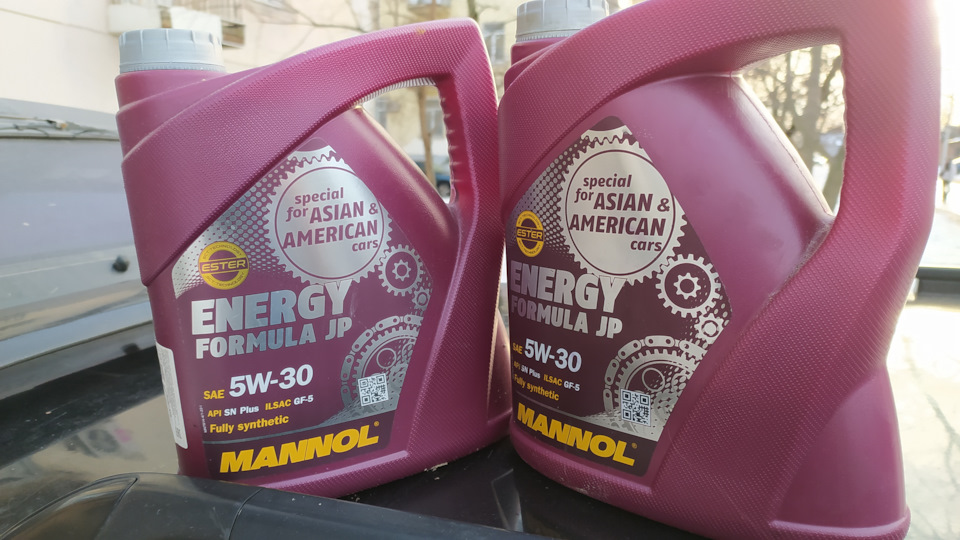 special
for ASIAN &
AMERICAN
cars
ESTER
ENERGY
FORMULA JP
SAE 5W-30
API SN Plus ILSAC GF-5
Fully synthetic
MANNOL
special
for ASIAN &
AMERICAN
cars
ESTER
ENERGY
FORMULA JP
SAE 5W-30
API SN Plus ILSAC GF-5
Fully synthetic
MANNOL